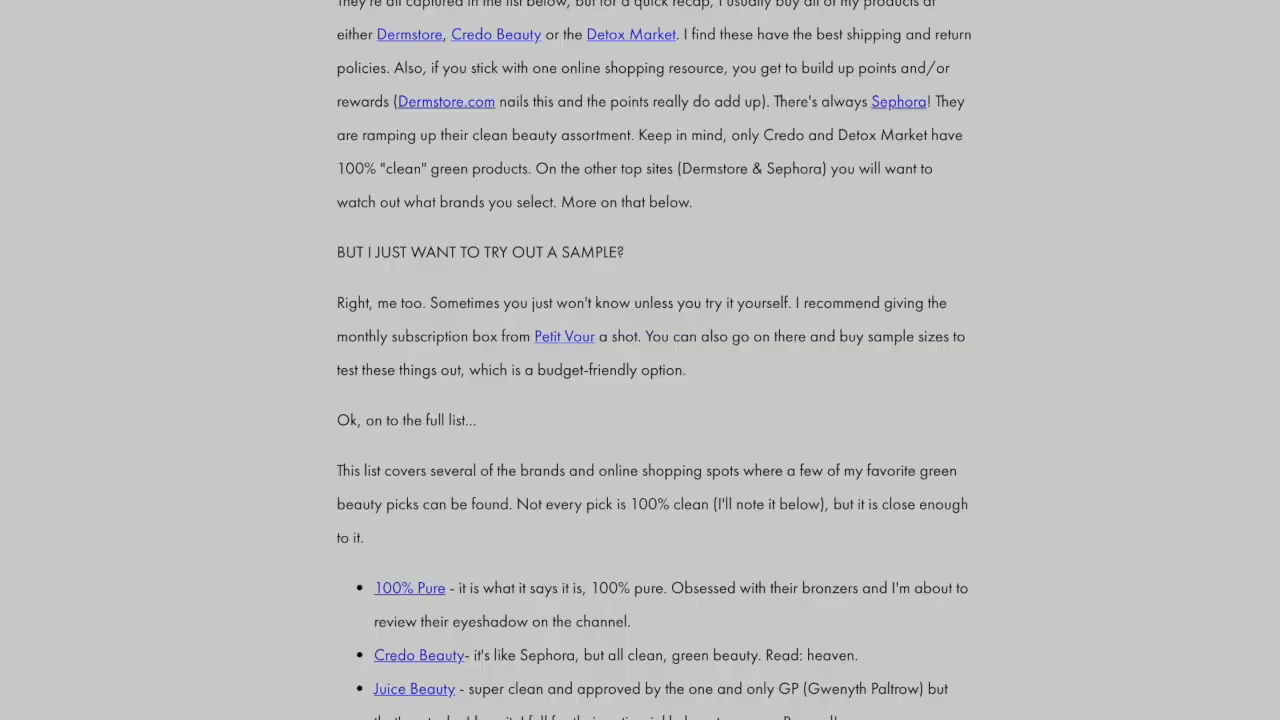 They're all captured in the list below, but for a quick recap, I usually buy all of my products at
either Dermstore, Credo Beauty or the Detox Market. I find these have the best shipping and return
policies. Also, if you stick with one online shopping resource, you get to build up points and/or
rewards (Dermstore.com nails this and the points really do add up). There's always Sephora! They
are ramping up their clean beauty assortment. Keep in mind, only Credo and Detox Market have
100% "clean" green products. On the other top sites (Dermstore & Sephora) you will want to
watch out what brands you select. More on that below.
BUT I JUST WANT TO TRY OUT A SAMPLE?
Right, me too. Sometimes you just won't know unless you try it yourself. I recommend giving the
monthly subscription box from Petit Vour a shot. You can also go on there and buy sample sizes to
test these things out, which is a budget-friendly option.
Ok, on to the full list...
This list covers several of the brands and online shopping spots where a few of my favorite green
beauty picks can be found. Not every pick is 100% clean (I'll note it below), but it is close enough
to it.
• 100% Pure - it is what it says it is, 100% pure. Obsessed with their bronzers and I'm about to
review their eyeshadow on the channel.
• Credo Beauty- it's like Sephora, but all clean, green beauty. Read: heaven.
• Juice Beauty - super clean and approved by the one and only GP (Gwenyth Paltrow) but